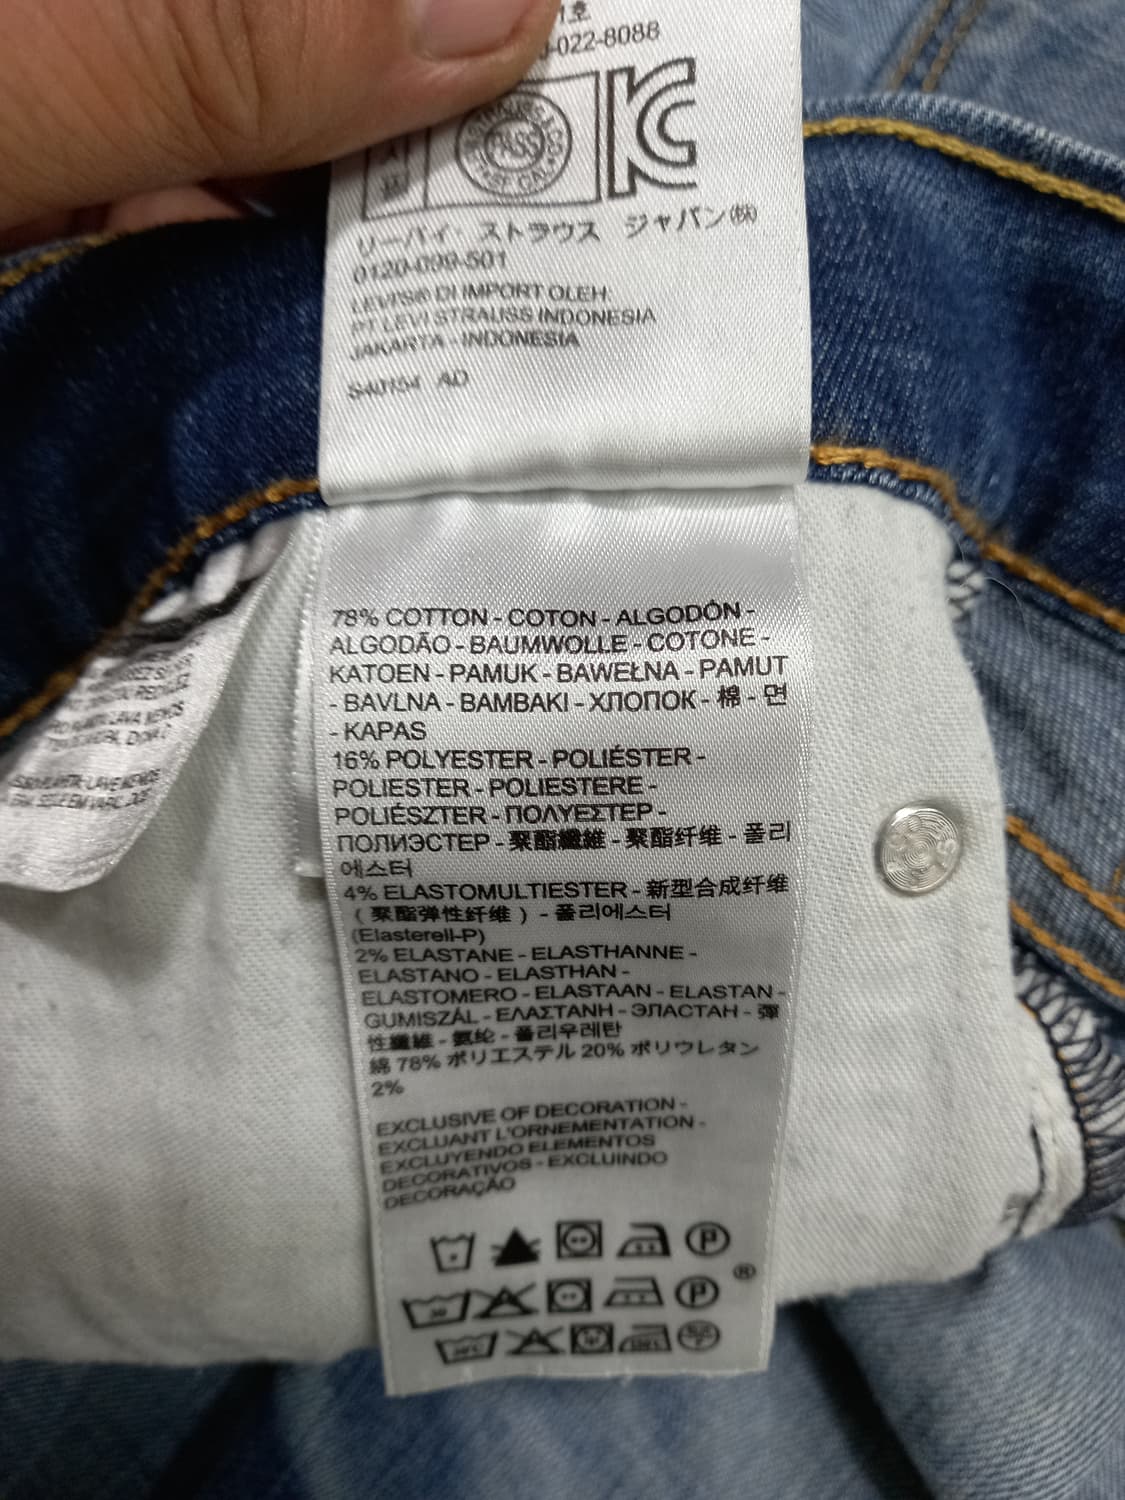 1호
022-8088
リーバイ・ストラウス ジャパン(株)
0120-099-501
LEVI'S® DI IMPORT OLEH:
PT LEVI STRAUSS INDONESIA
JAKARTA - INDONESIA
S40154 AD
78% COTTON - COTON - ALGODÓN -
ALGODÃO - BAUMWOLLE - COTONE -
KATOEN - PAMUK - BAWEŁNA - PAMUT
- BAVLNA - BAMBAKI - ХЛОПОК - 棉 - 면
- KAPAS
16% POLYESTER - POLIÉSTER -
POLIESTER - POLIESTERE -
POLIÉSZTER - ΠΟΛΥΕΣΤΕΡ -
ПОЛИЭСТЕР - 聚酯纖維 - 聚酯纤维 - 폴리
에스터
4% ELASTOMULTIESTER - 新型合成纤维
(聚酯弹性纤维) - 폴리에스터
(Elasterell-P)
2% ELASTANE - ELASTHANNE -
ELASTANO - ELASTHAN -
ELASTOMERO - ELASTAAN - ELASTAN -
GUMISZÁL - ΕΛΑΣΤΑΝΗ - ЭЛАСТАН - 彈
性纖維 - 氨纶 - 폴리우레탄
綿 78% ポリエステル 20% ポリウレタン
2%
EXCLUSIVE OF DECORATION -
EXCLUANT L'ORNEMENTATION -
EXCLUYENDO ELEMENTOS
DECORATIVOS - EXCLUINDO
DECORAÇÃO
P
30 P ®